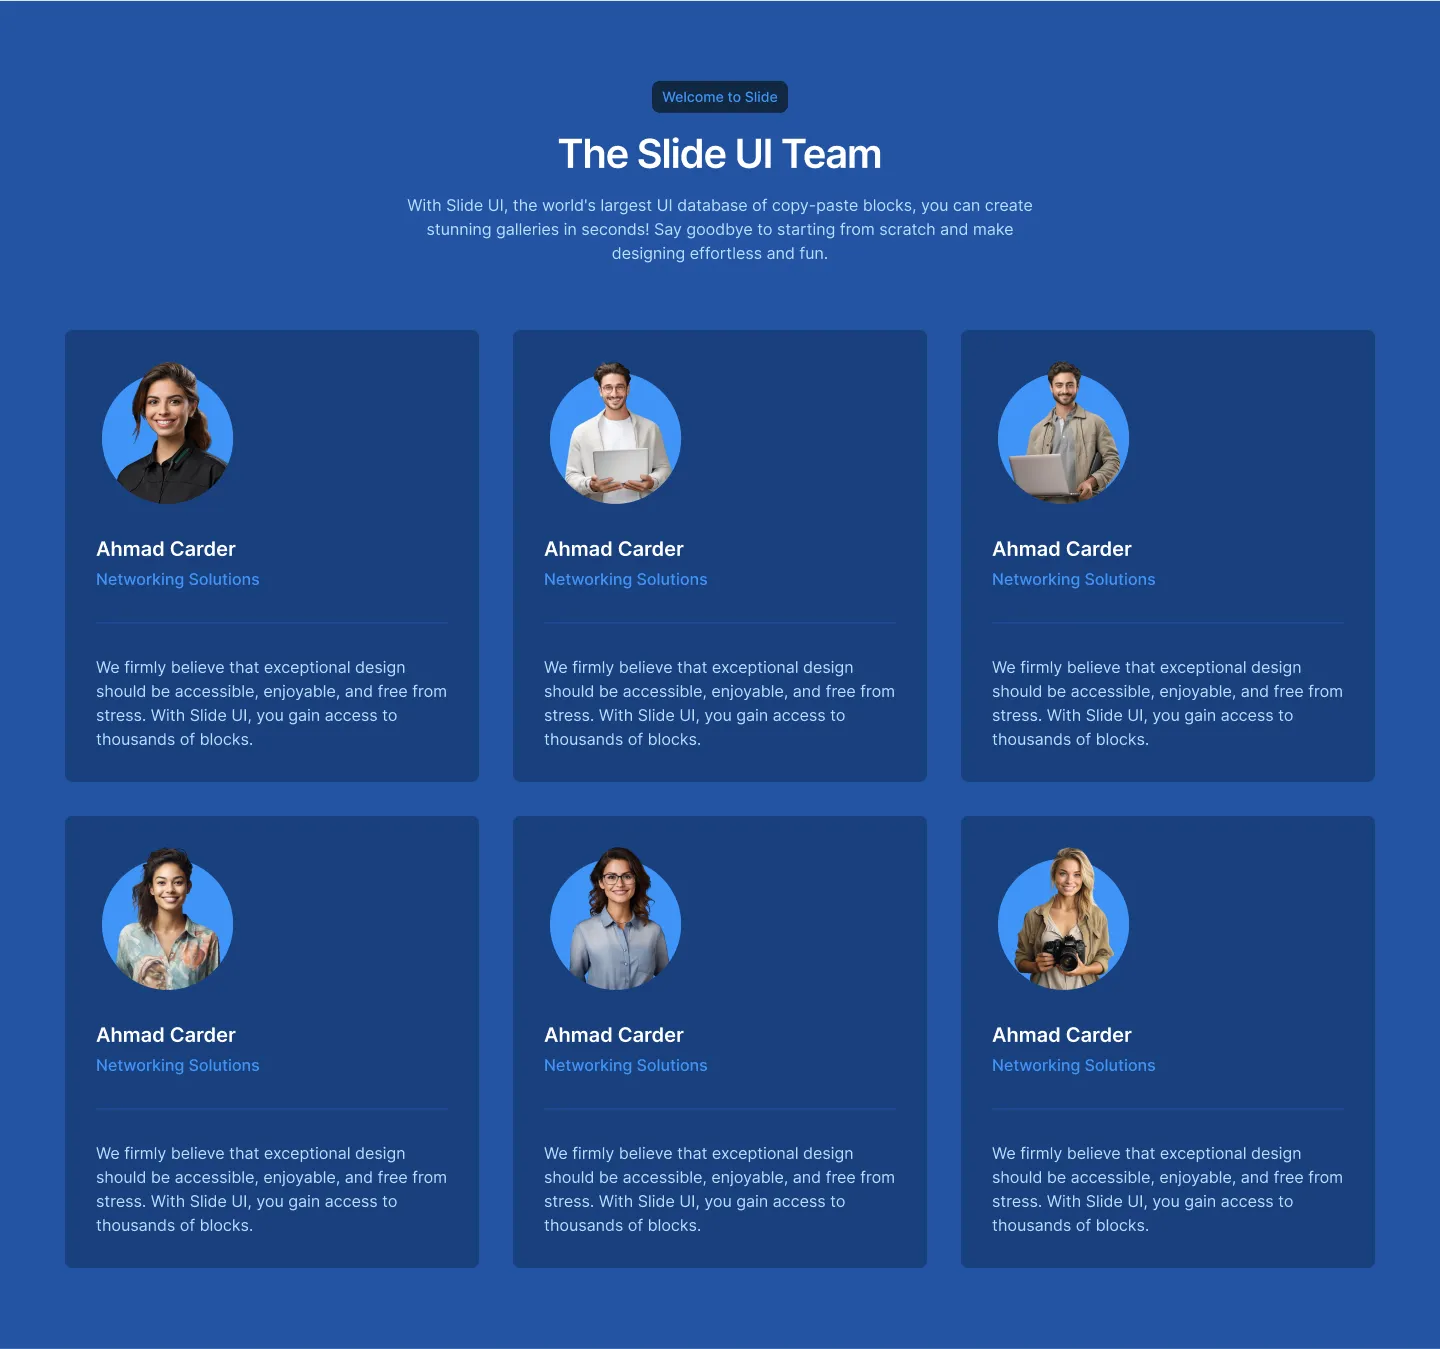 Welcome to Slide
The Slide UI Team
With Slide UI, the world's largest UI database of copy-paste blocks, you can create
stunning galleries in seconds! Say goodbye to starting from scratch and make
designing effortless and fun.
Ahmad Carder
Networking Solutions
We firmly believe that exceptional design
should be accessible, enjoyable, and free from
stress. With Slide UI, you gain access to
thousands of blocks.
Ahmad Carder
Networking Solutions
We firmly believe that exceptional design
should be accessible, enjoyable, and free from
stress. With Slide UI, you gain access to
thousands of blocks.
Ahmad Carder
Networking Solutions
We firmly believe that exceptional design
should be accessible, enjoyable, and free from
stress. With Slide UI, you gain access to
thousands of blocks.
Ahmad Carder
Networking Solutions
We firmly believe that exceptional design
should be accessible, enjoyable, and free from
stress. With Slide UI, you gain access to
thousands of blocks.
Ahmad Carder
Networking Solutions
We firmly believe that exceptional design
should be accessible, enjoyable, and free from
stress. With Slide UI, you gain access to
thousands of blocks.
Ahmad Carder
Networking Solutions
We firmly believe that exceptional design
should be accessible, enjoyable, and free from
stress. With Slide UI, you gain access to
thousands of blocks.